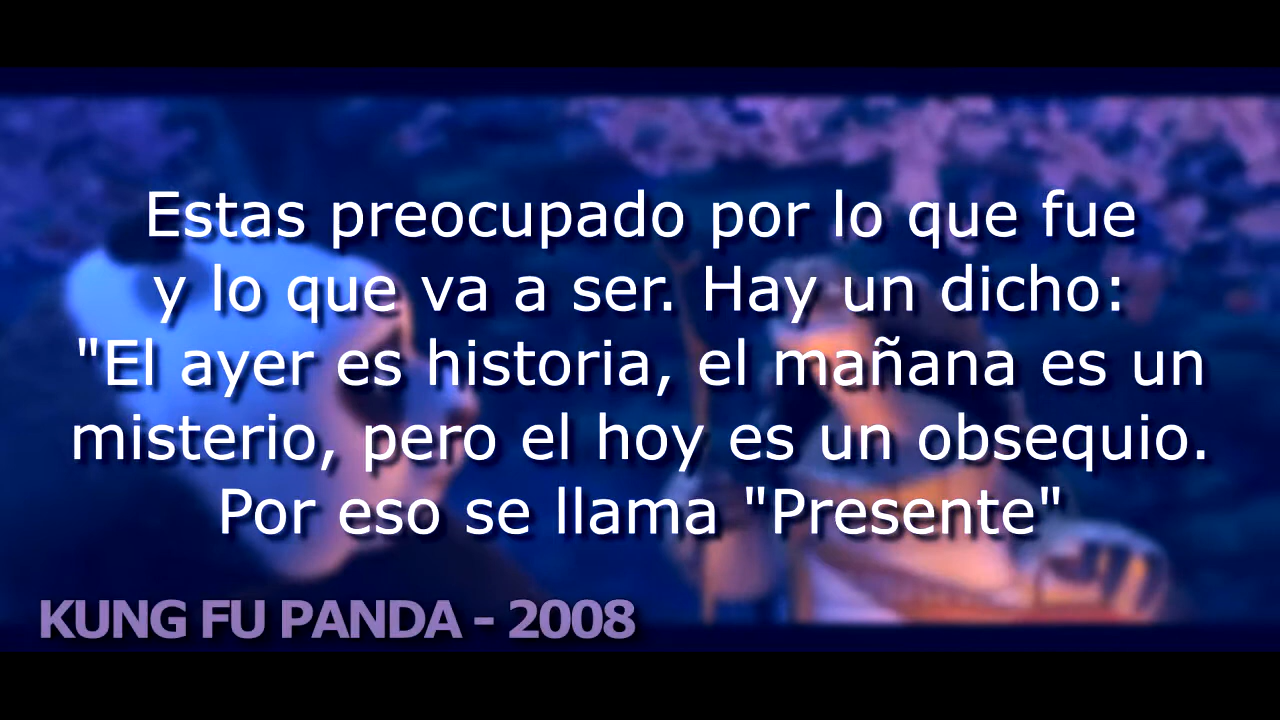 Estas preocupado por lo que fue
y lo que va a ser. Hay un dicho:
"El ayer es historia, el mañana es un
misterio, pero el hoy es un obsequio.
Por eso se llama "Presente"
KUNG FU PANDA - 2008